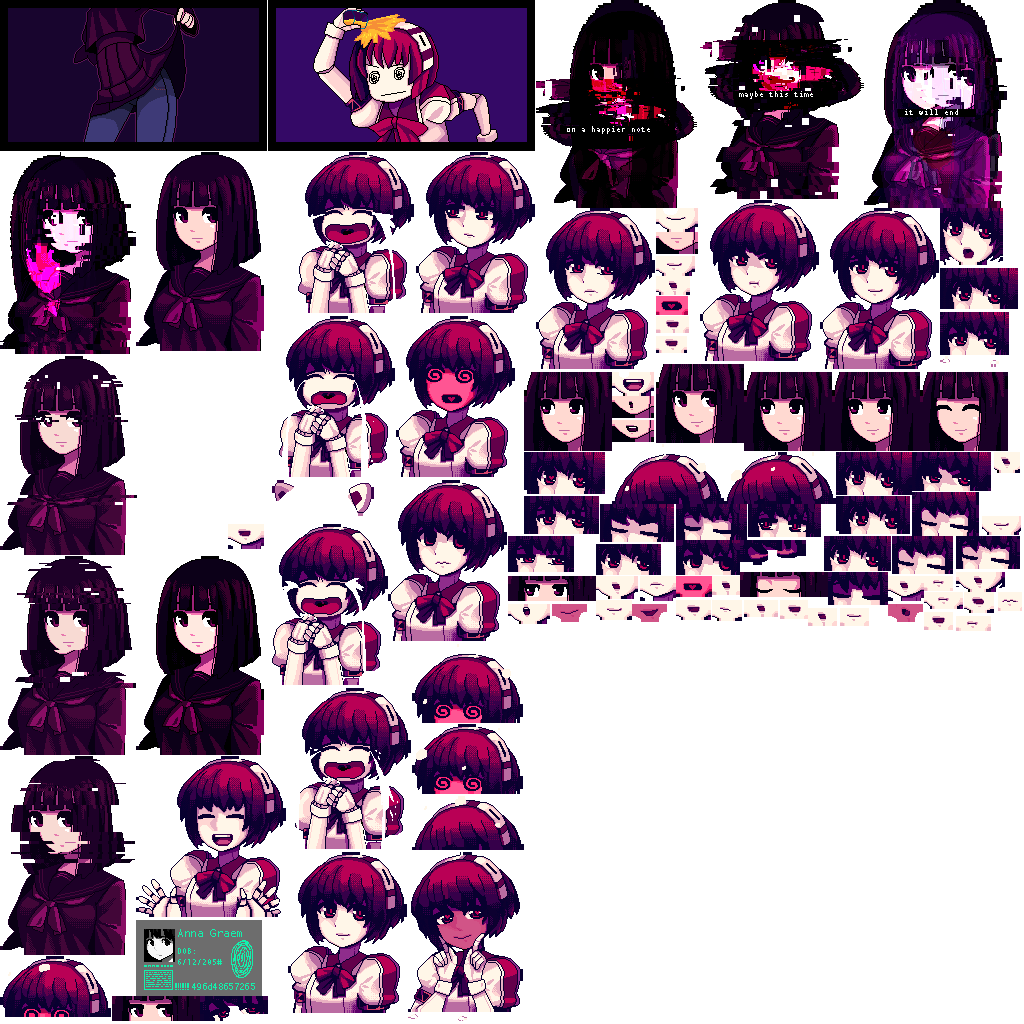 on a happier note
maybe this time
it will end
Anna Graem
DOB:
6/12/205#
496d48657265